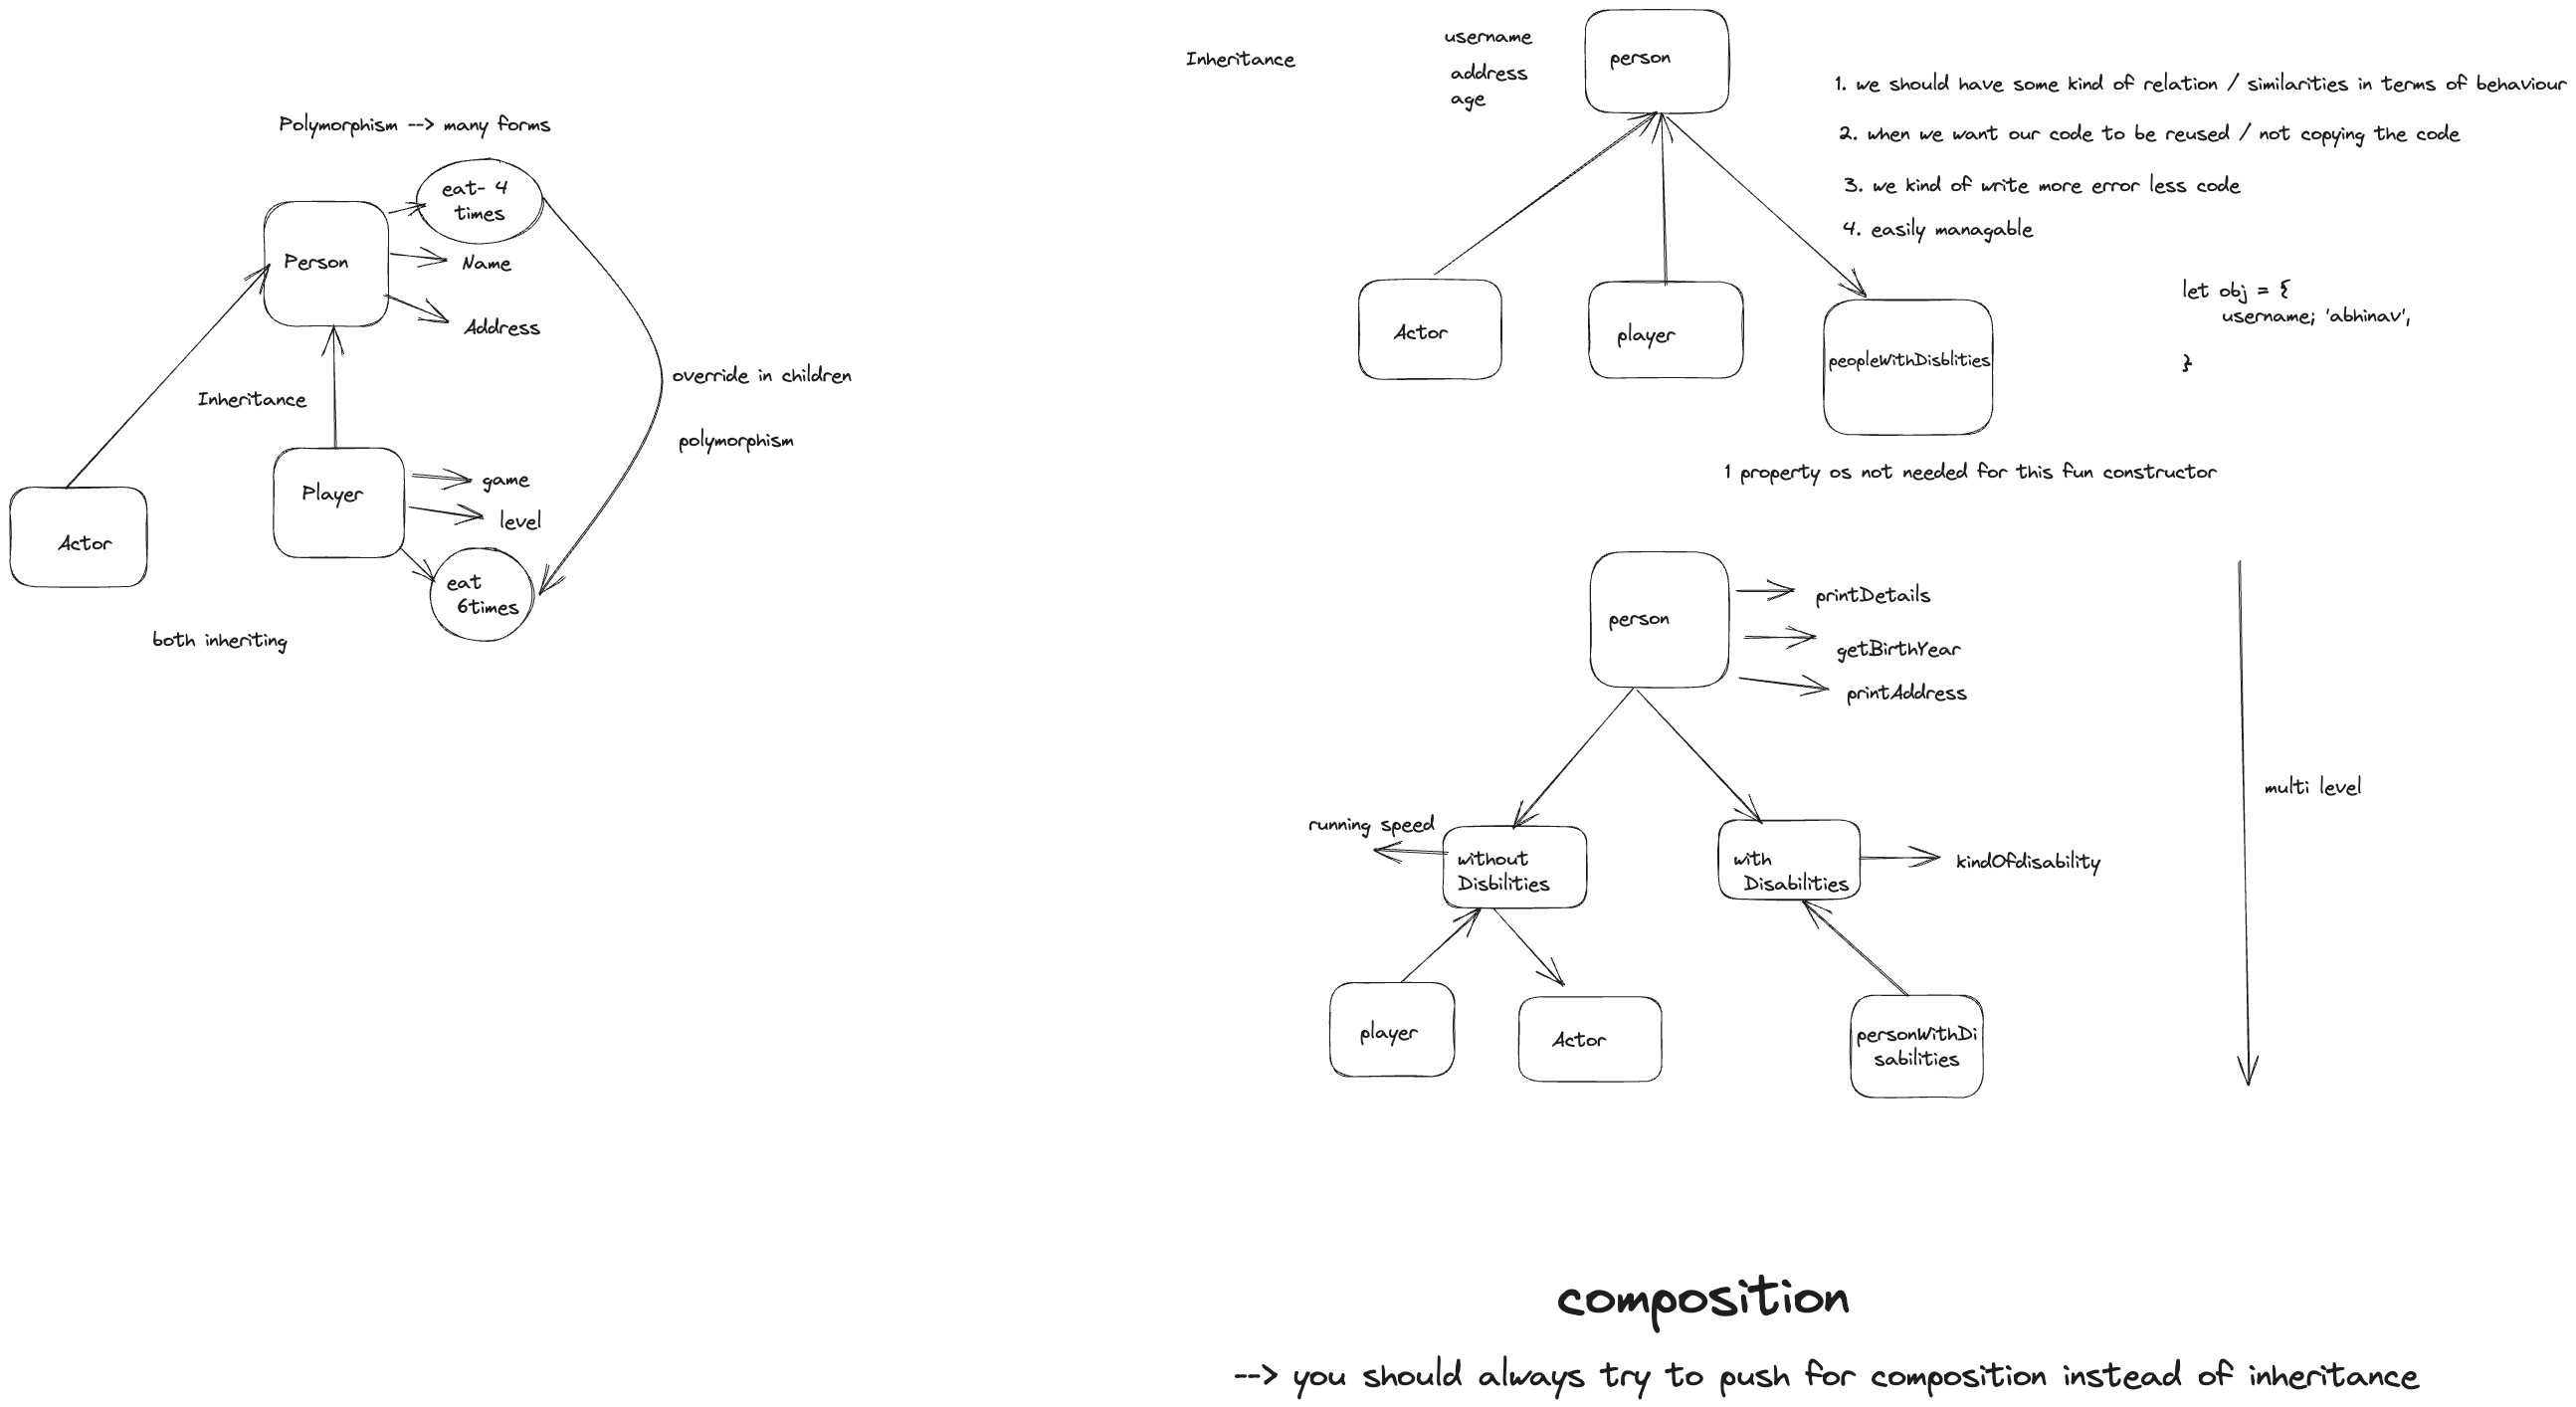 Polymorphism --> many forms
eat- 4
times
Person
Name
Address
override in children
Inheritance
polymorphism
Player
game
level
Actor
eat
6times
both inheriting
Inheritance
username
address
age
person
1. we should have some kind of relation / similarities in terms of behaviour
2. when we want our code to be reused / not copying the code
3. we kind of write more error less code
4. easily managable
Actor
player
peopleWithDisblities
let obj = {
username; 'abhinav',
}
1 property os not needed for this fun constructor
person
printDetails
getBirthYear
printAddress
multi level
running speed
without
Disbilities
with
Disabilities
kindOfdisability
player
Actor
personWithDi
sabilities
composition
--> you should always try to push for composition instead of inheritance